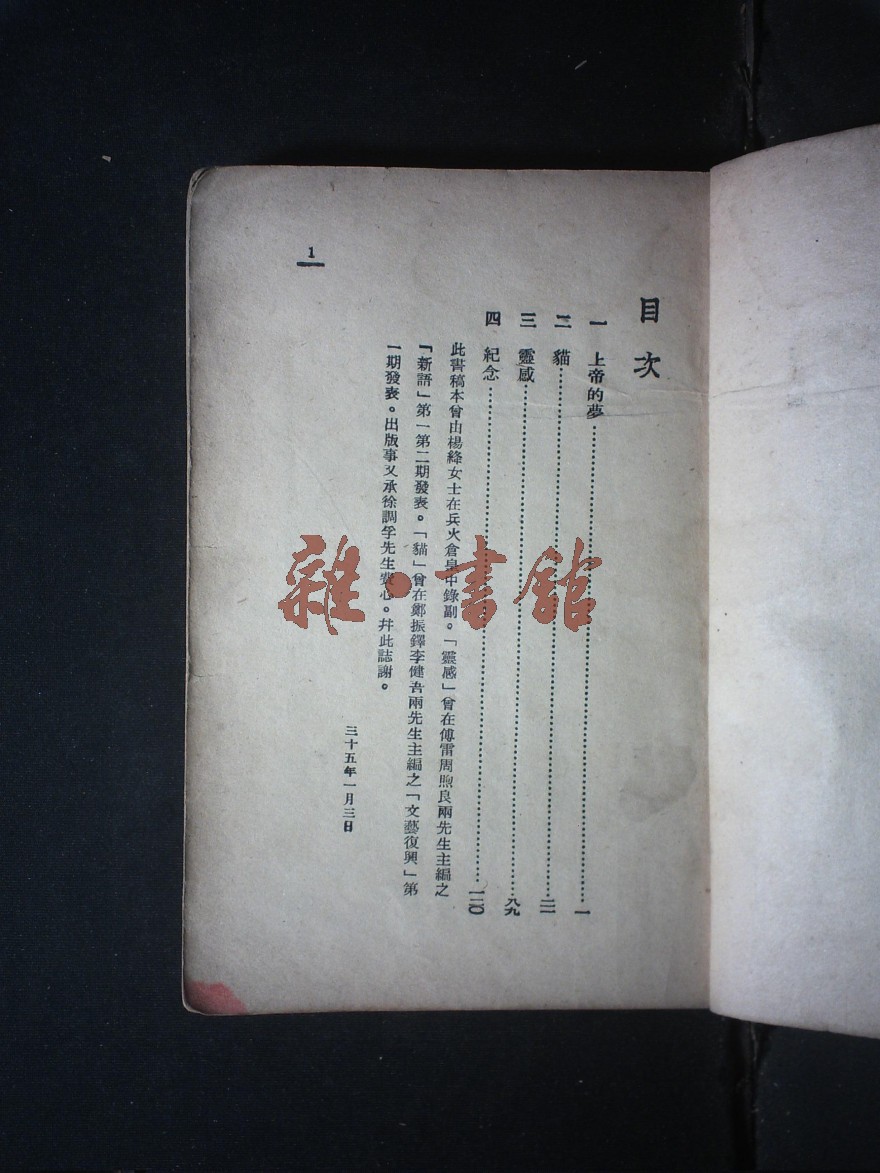 目次
一 上帝的夢………一
二 貓………二一
三 靈感………八九
四 紀念………一二〇
此書稿本曾由楊絳女士在兵火倉皇中錄副。「靈感」曾在傅雷周煦良兩先生主編之
「新語」第一第二期發表。「貓」曾在鄭振鐸李健吾兩先生主編之「文藝復興」第
一期發表。出版事又承徐調孚先生費心。幷此誌謝。
三十五年一月三日
1
雜·書館